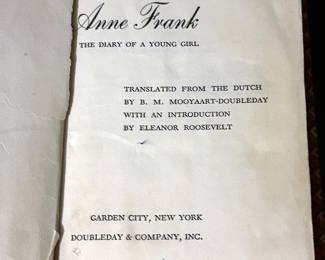 Anne Frank
THE DIARY OF A YOUNG GIRL
TRANSLATED FROM THE DUTCH
BY B. M. MOOYAART-DOUBLEDAY
WITH AN INTRODUCTION
BY ELEANOR ROOSEVELT
GARDEN CITY, NEW YORK
DOUBLEDAY & COMPANY, INC.